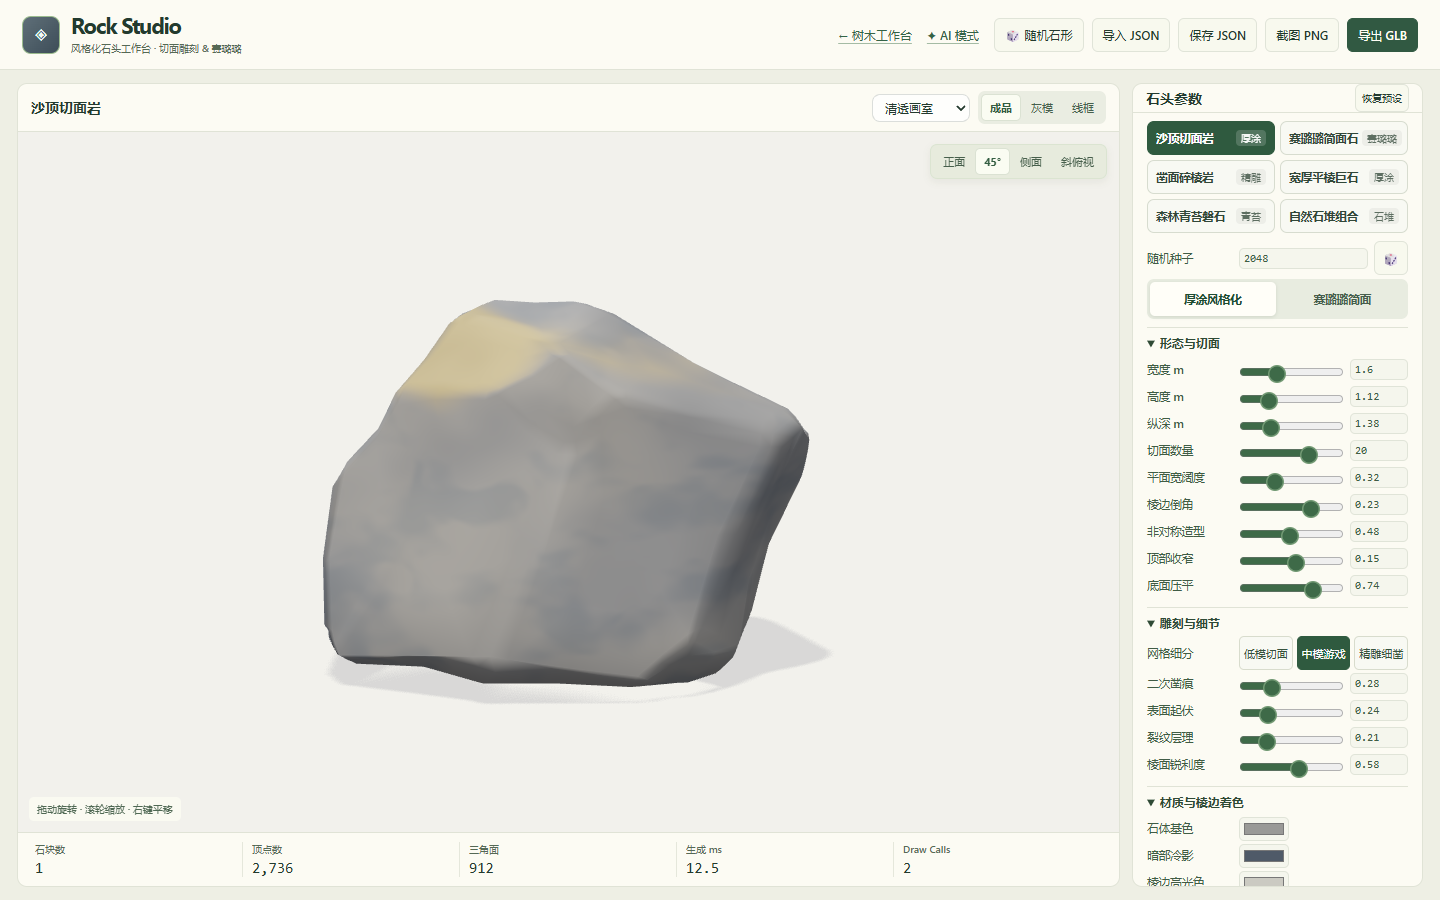 Rock Studio
风格化石头工作台 · 切面雕刻 & 赛璐璐
← 树木工作台
✦ AI 模式
随机石形
导入 JSON
保存 JSON
截图 PNG
导出 GLB
沙顶切面岩
清透画室
成品
灰模
线框
正面
45°
侧面
斜俯视
拖动旋转 · 滚轮缩放 · 右键平移
石块数
1
顶点数
2,736
三角面
912
生成 ms
12.5
Draw Calls
2
石头参数
恢复预设
沙顶切面岩 厚涂
赛璐璐简面石 赛璐璐
凿面碎棱岩 精雕
宽厚平棱巨石 厚涂
森林青苔磐石 青苔
自然石堆组合 石堆
随机种子 2048
厚涂风格化
赛璐璐简面
▼ 形态与切面
宽度 m 1.6
高度 m 1.12
纵深 m 1.38
切面数量 20
平面宽阔度 0.32
棱边倒角 0.23
非对称造型 0.48
顶部收窄 0.15
底面压平 0.74
▼ 雕刻与细节
网格细分 低模切面 中模游戏 精雕细凿
二次凿痕 0.28
表面起伏 0.24
裂纹层理 0.21
棱面锐利度 0.58
▼ 材质与棱边着色
石体基色
暗部冷影
棱边高光色